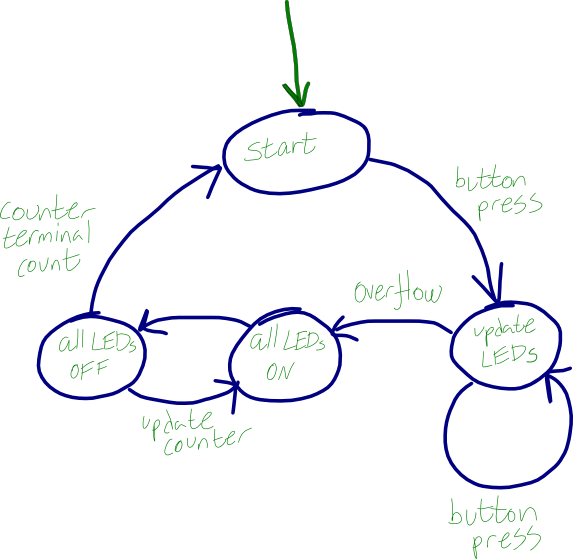 start
button
press
counter
terminal
count
overflow
update
LEDs
all LEDs
ON
all LEDs
OFF
update
counter
button
press